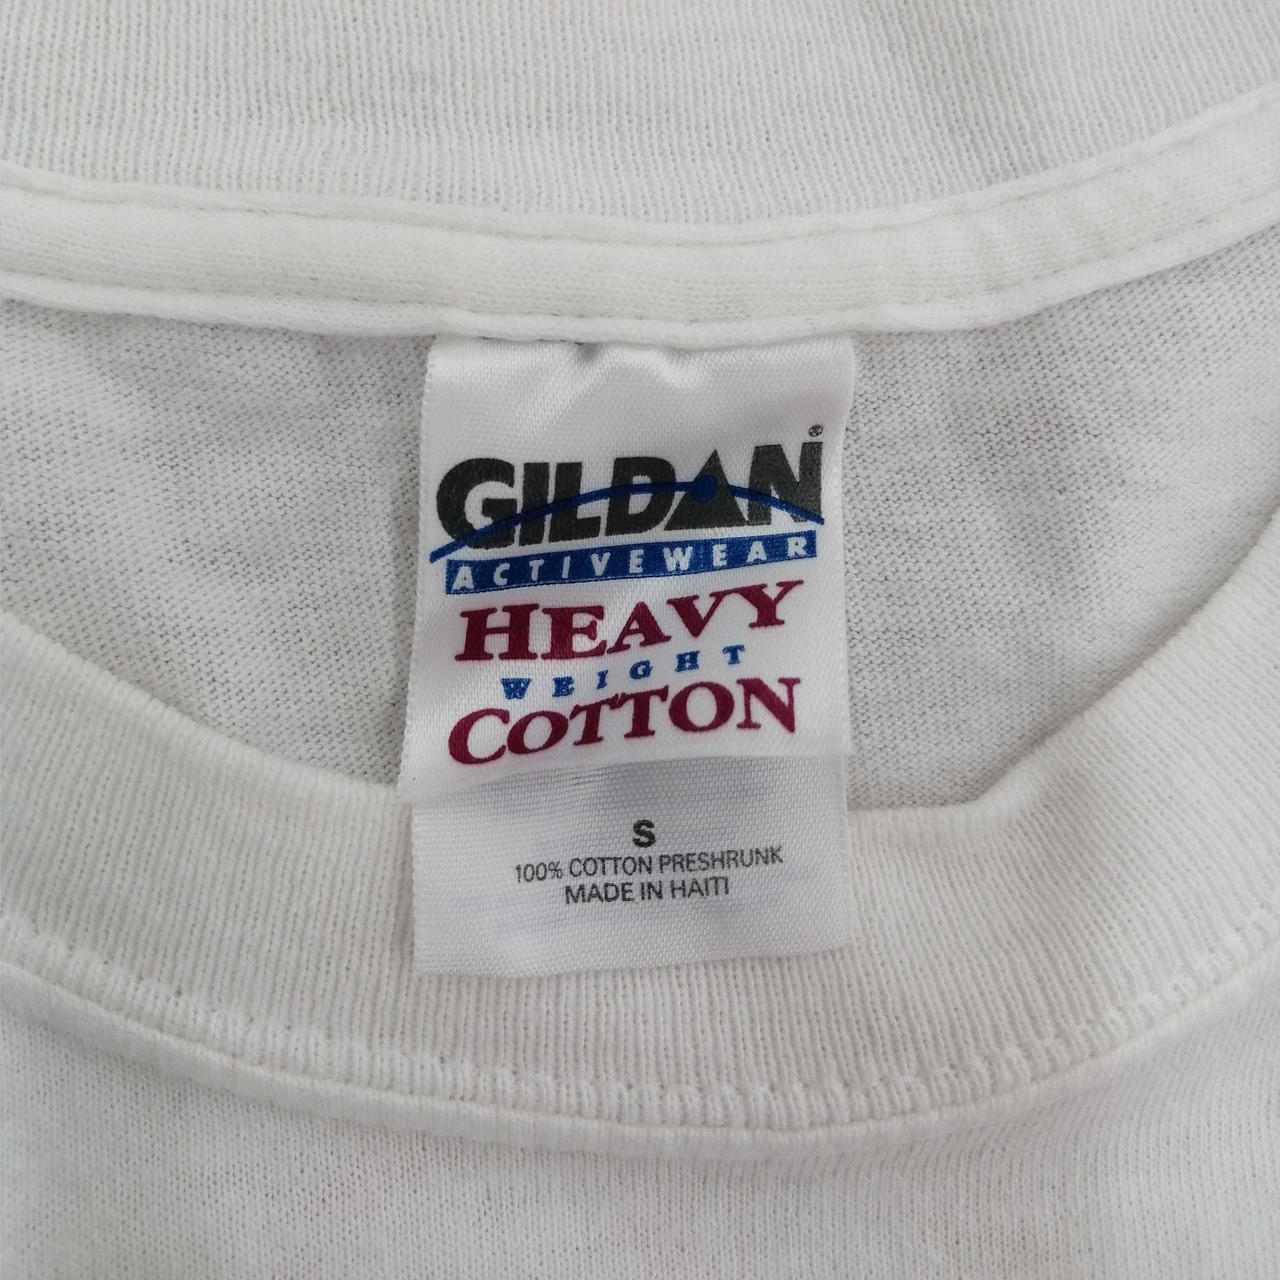 GILDAN®
ACTIVEWEAR
HEAVY
WEIGHT
COTTON
S
100% COTTON PRESHRUNK
MADE IN HAITI